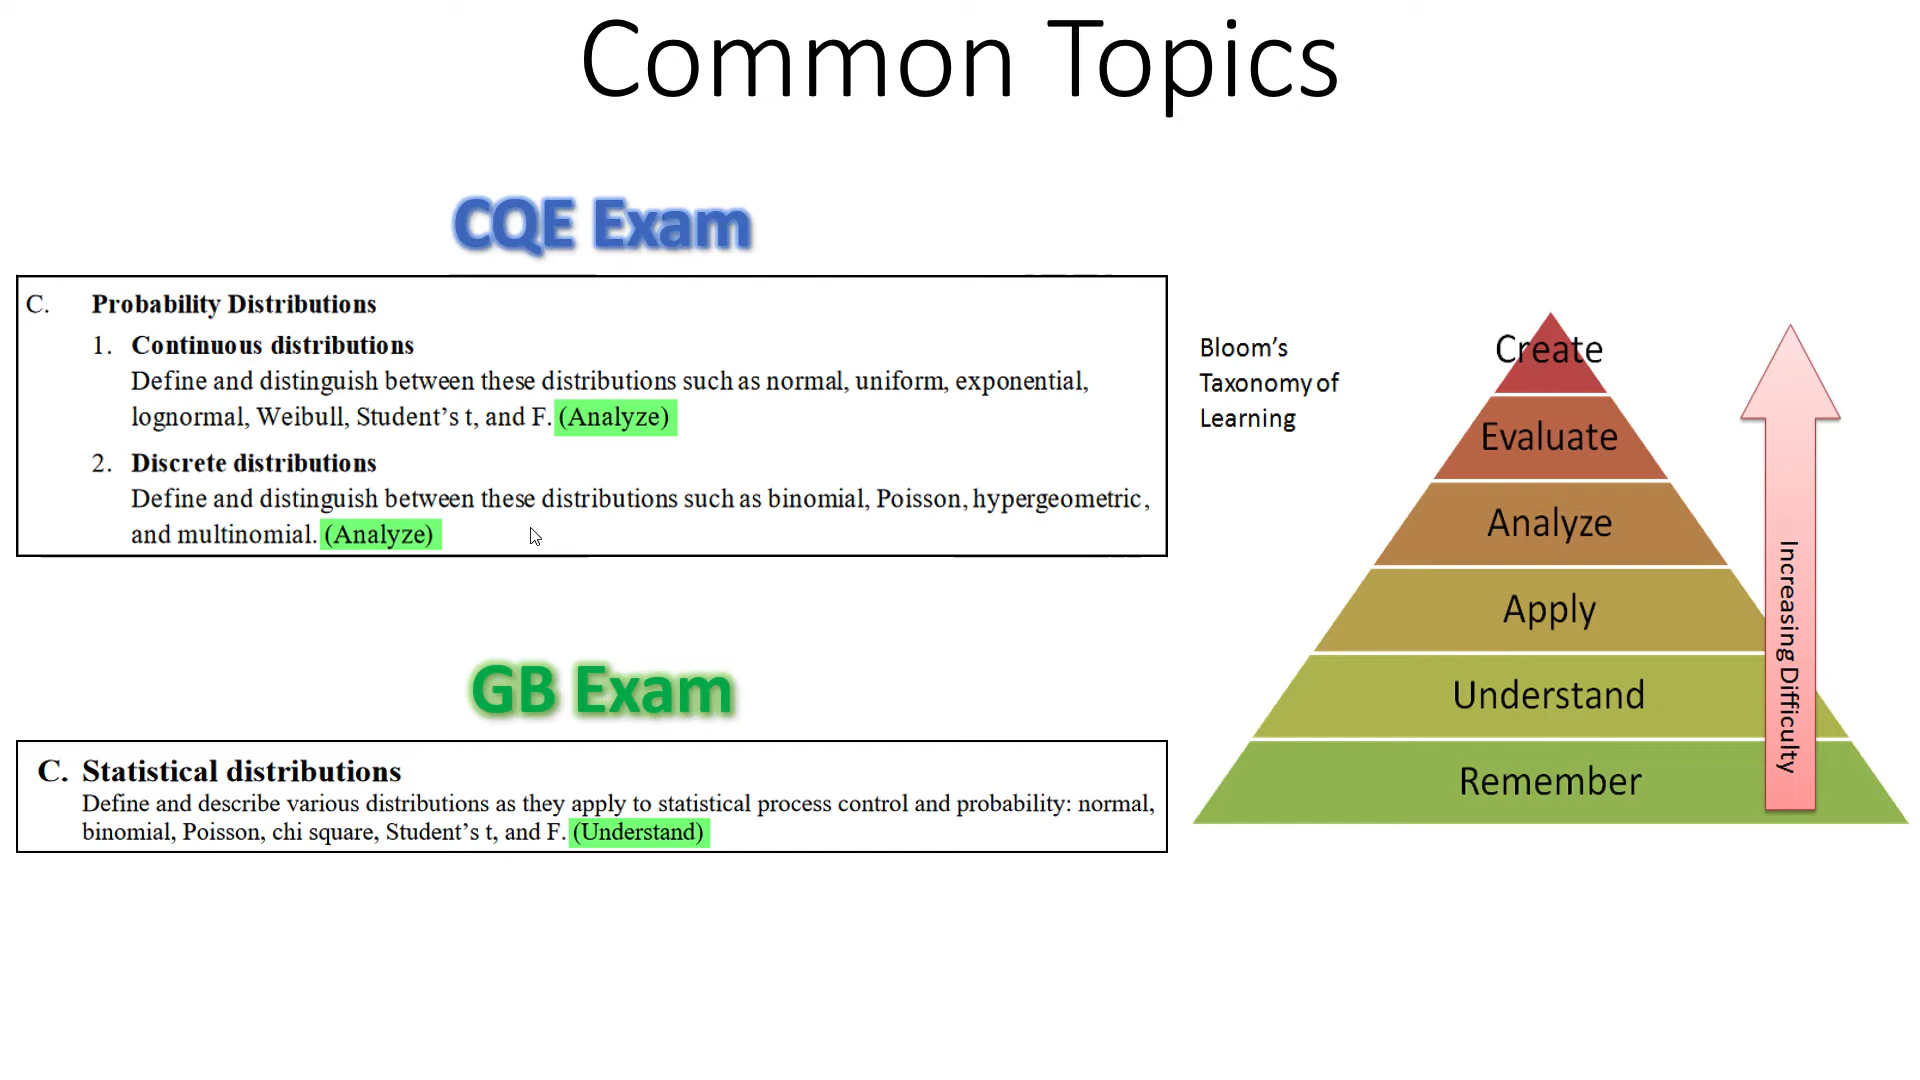 Common Topics
CQE Exam
C. Probability Distributions
1. Continuous distributions
Define and distinguish between these distributions such as normal, uniform, exponential,
lognormal, Weibull, Student’s t, and F. (Analyze)
2. Discrete distributions
Define and distinguish between these distributions such as binomial, Poisson, hypergeometric,
and multinomial. (Analyze)
GB Exam
C. Statistical distributions
Define and describe various distributions as they apply to statistical process control and probability: normal,
binomial, Poisson, chi square, Student’s t, and F. (Understand)
Bloom’s
Taxonomy of
Learning
Create
Evaluate
Analyze
Apply
Understand
Remember
Increasing Difficulty